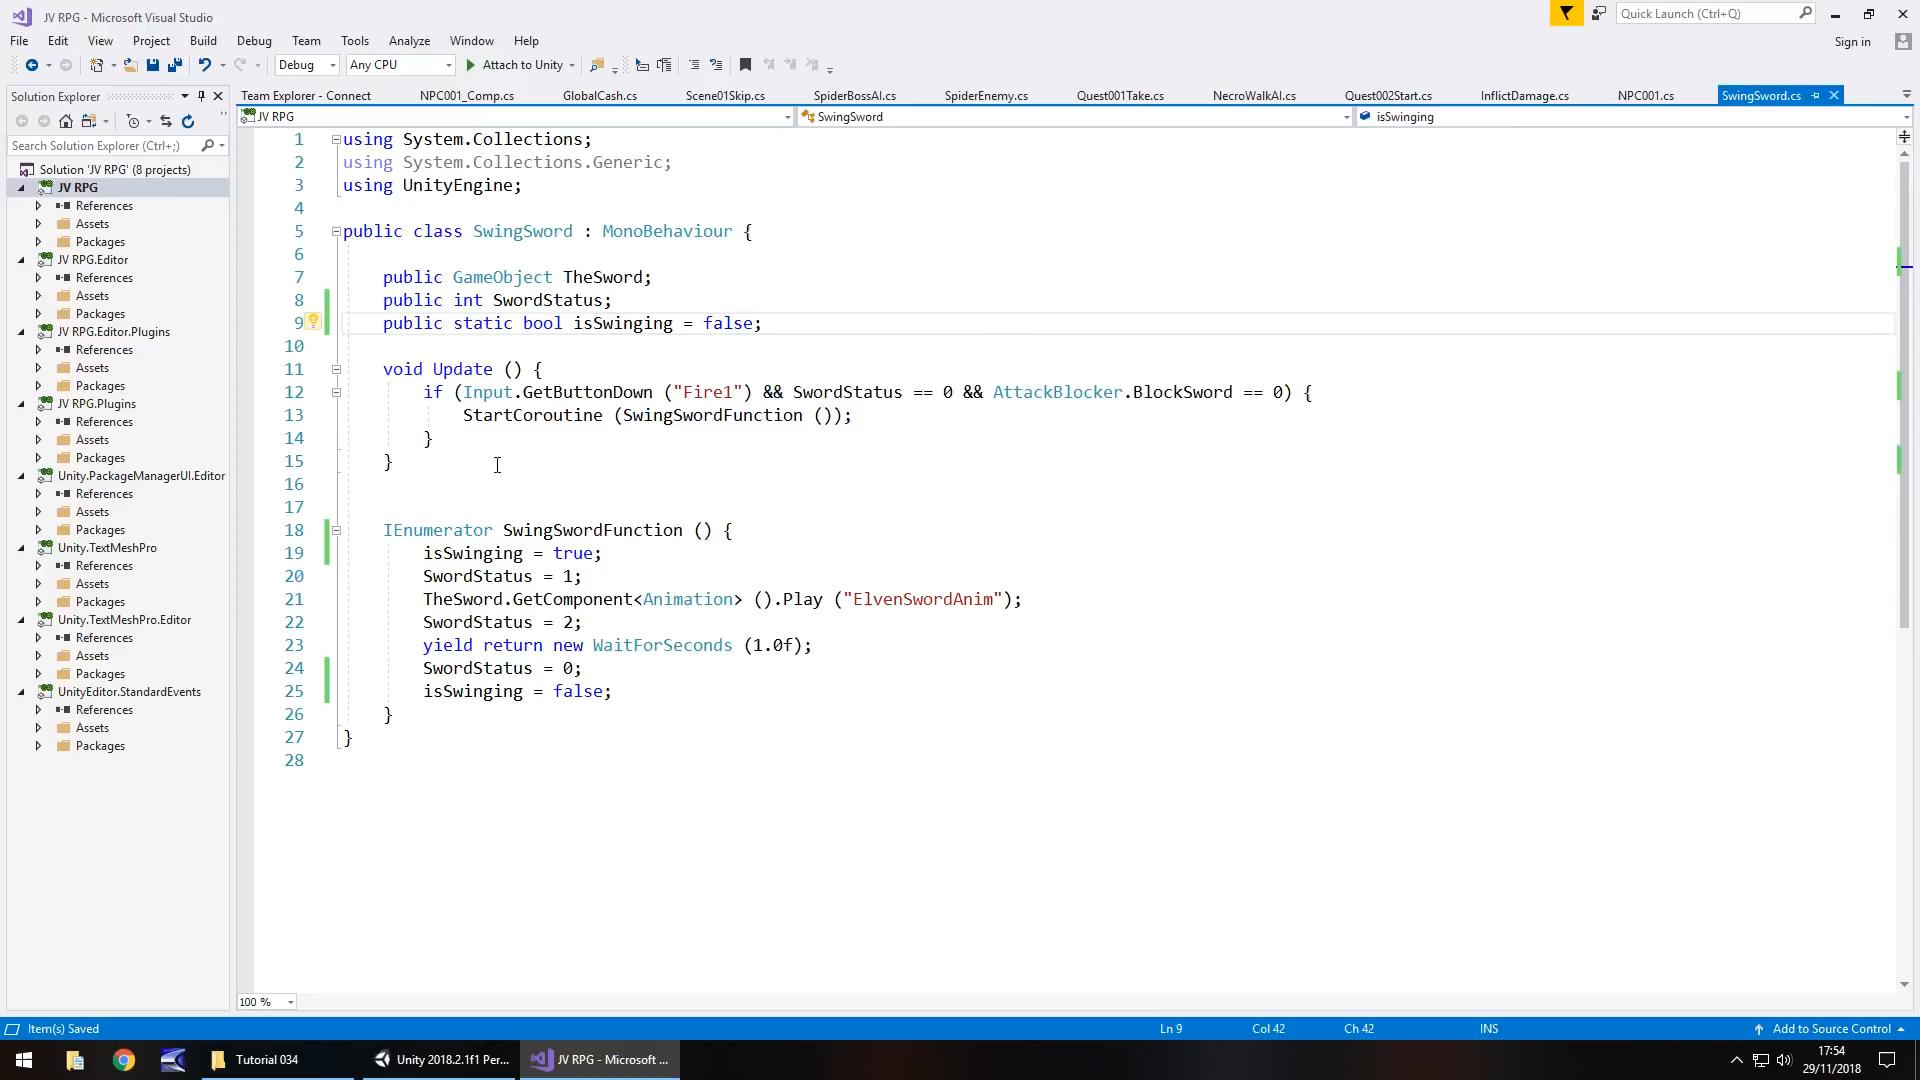 JV RPG - Microsoft Visual Studio
Quick Launch (Ctrl+Q)
File Edit View Project Build Debug Team Tools Analyze Window Help
Sign in
Debug Any CPU Attach to Unity
Solution Explorer
Team Explorer - Connect NPC001_Comp.cs GlobalCash.cs Scene01Skip.cs SpiderBossAI.cs SpiderEnemy.cs Quest001Take.cs NecroWalkAI.cs Quest002Start.cs InflictDamage.cs NPC001.cs SwingSword.cs
JV RPG SwingSword isSwinging
Search Solution Explorer (Ctrl+;)
Solution 'JV RPG' (8 projects)
JV RPG
References
Assets
Packages
JV RPG.Editor
References
Assets
Packages
JV RPG.Editor.Plugins
References
Assets
Packages
JV RPG.Plugins
References
Assets
Packages
Unity.PackageManagerUI.Editor
References
Assets
Packages
Unity.TextMeshPro
References
Assets
Packages
Unity.TextMeshPro.Editor
References
Assets
Packages
UnityEditor.StandardEvents
References
Assets
Packages
1 using System.Collections;
2 using System.Collections.Generic;
3 using UnityEngine;
4
5 public class SwingSword : MonoBehaviour {
6
7 public GameObject TheSword;
8 public int SwordStatus;
9 public static bool isSwinging = false;
10
11 void Update () {
12 if (Input.GetButtonDown ("Fire1") && SwordStatus == 0 && AttackBlocker.BlockSword == 0) {
13 StartCoroutine (SwingSwordFunction ());
14 }
15 }
16
17
18 IEnumerator SwingSwordFunction () {
19 isSwinging = true;
20 SwordStatus = 1;
21 TheSword.GetComponent<Animation> ().Play ("ElvenSwordAnim");
22 SwordStatus = 2;
23 yield return new WaitForSeconds (1.0f);
24 SwordStatus = 0;
25 isSwinging = false;
26 }
27 }
28
100 %
Item(s) Saved Ln 9 Col 42 Ch 42 INS Add to Source Control
Tutorial 034 Unity 2018.2.1f1 Per... JV RPG - Microsoft ...
17:54
29/11/2018